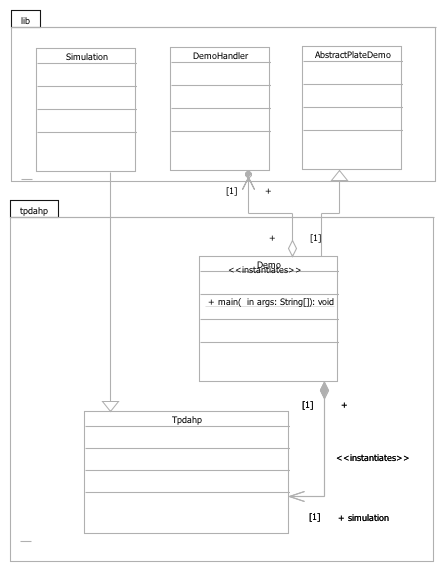 lib
Simulation
DemoHandler
AbstractPlateDemo
[1]
+
tpdahp
+
[1]
Demo
<<instantiates>>
+ main(  in args: String[]): void
[1]
+
Tpdahp
<<instantiates>>
[1]
+ simulation